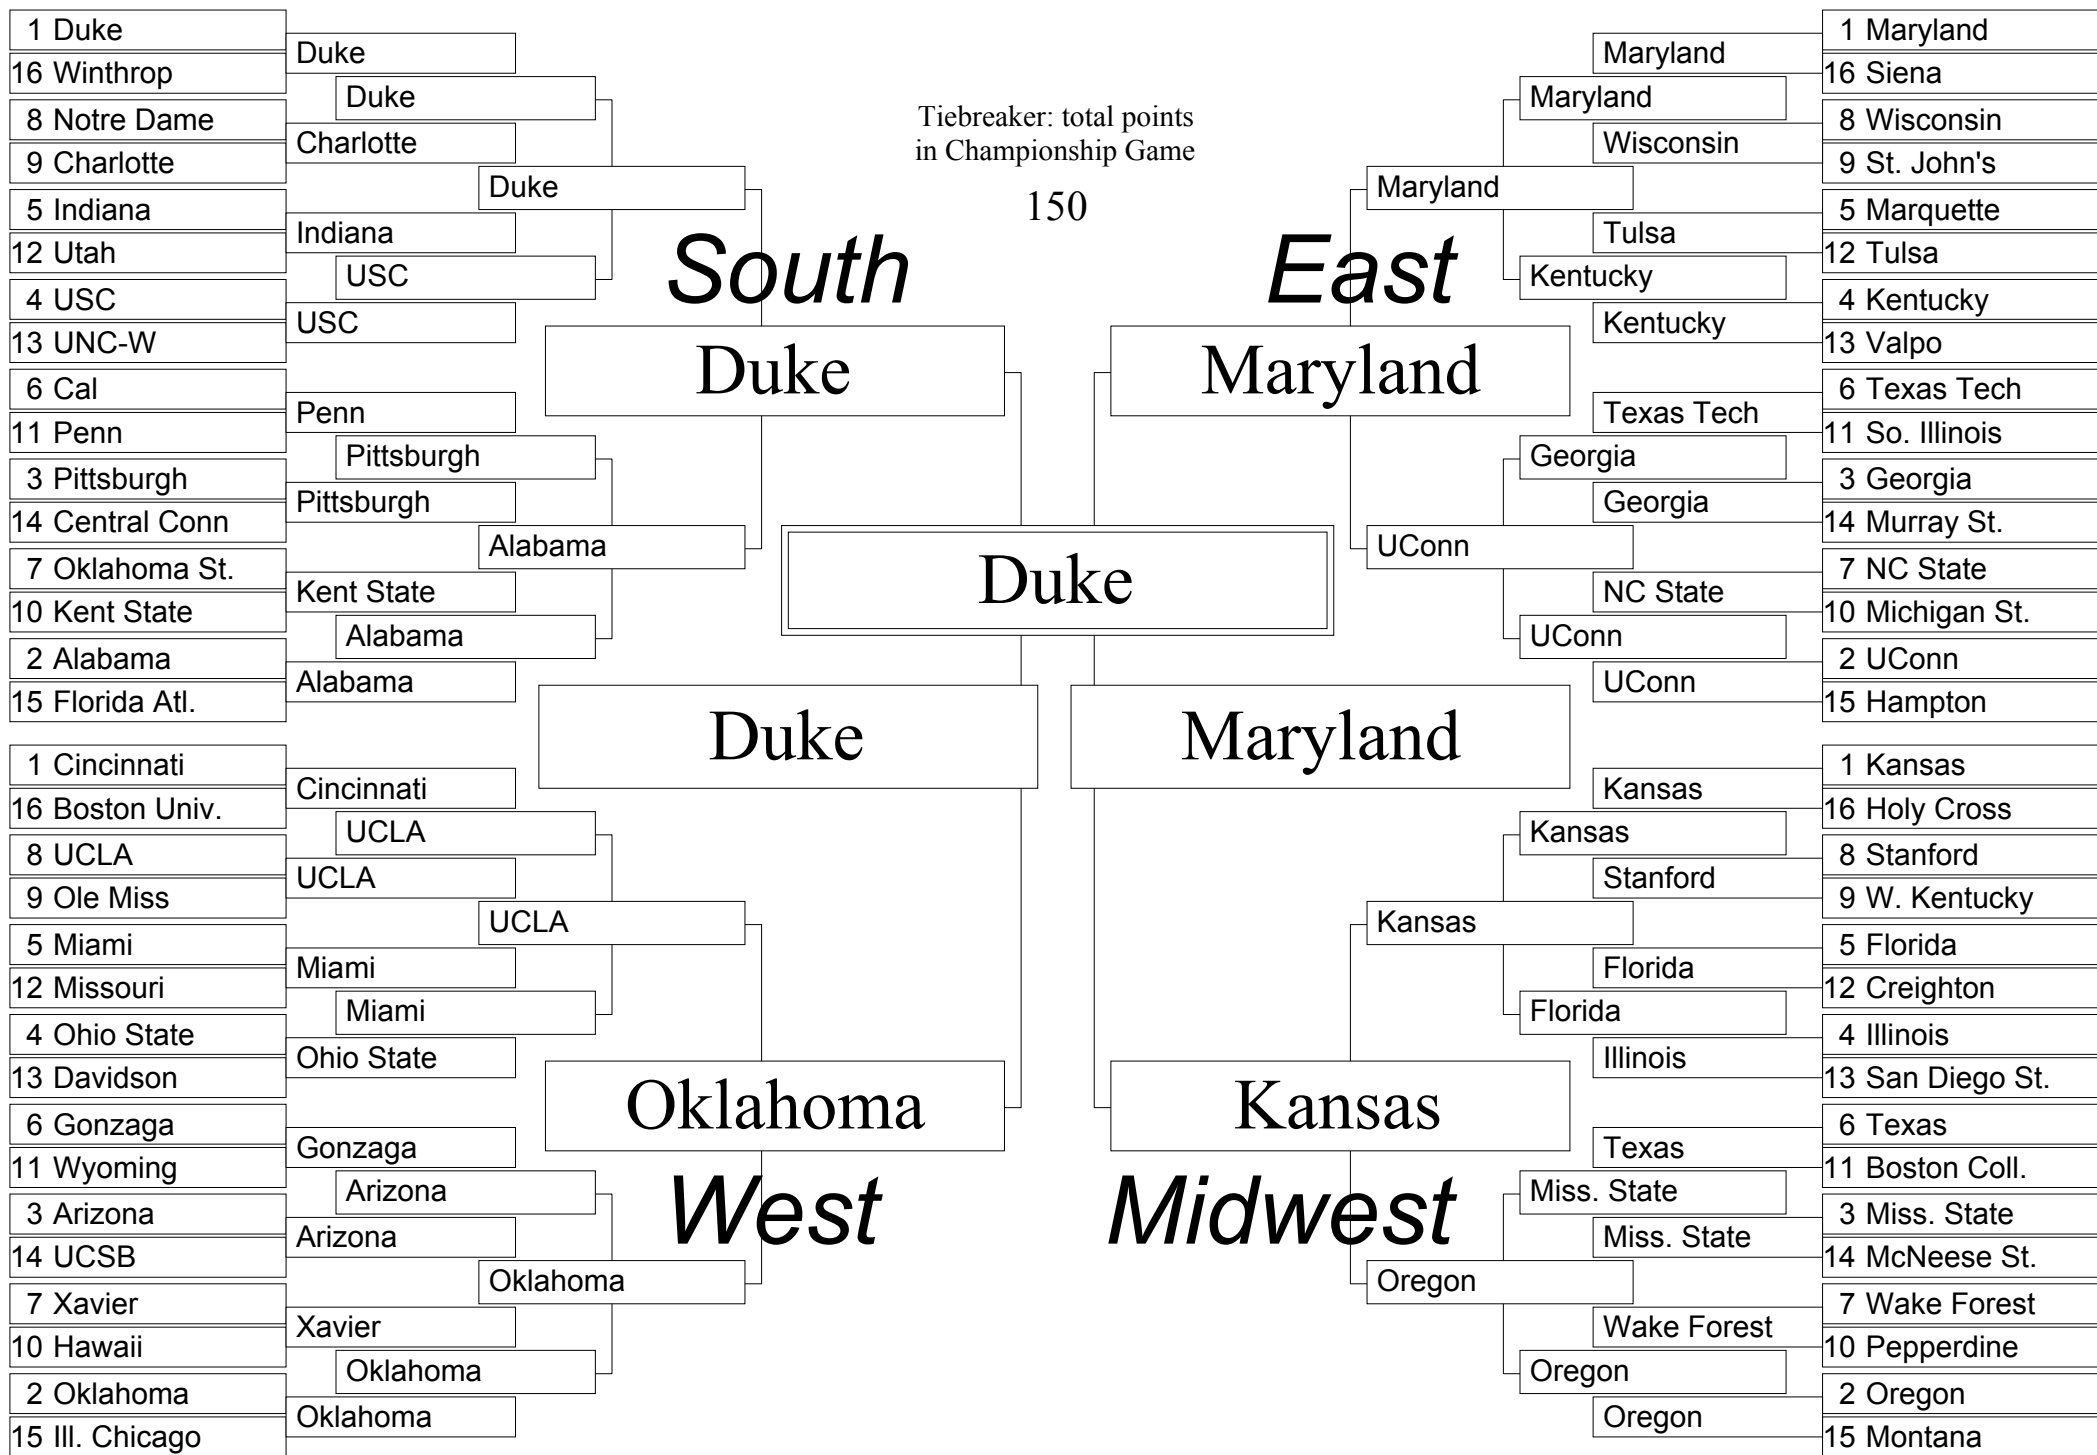 1 Duke
16 Winthrop
8 Notre Dame
9 Charlotte
5 Indiana
12 Utah
4 USC
13 UNC-W
6 Cal
11 Penn
3 Pittsburgh
14 Central Conn
7 Oklahoma St.
10 Kent State
2 Alabama
15 Florida Atl.
Duke
Charlotte
Indiana
USC
Penn
Pittsburgh
Kent State
Alabama
Duke
USC
Pittsburgh
Alabama
Duke
Alabama
South
Duke
1 Cincinnati
16 Boston Univ.
8 UCLA
9 Ole Miss
5 Miami
12 Missouri
4 Ohio State
13 Davidson
6 Gonzaga
11 Wyoming
3 Arizona
14 UCSB
7 Xavier
10 Hawaii
2 Oklahoma
15 Ill. Chicago
Cincinnati
UCLA
Miami
Ohio State
Gonzaga
Arizona
Xavier
Oklahoma
UCLA
Miami
Arizona
Oklahoma
UCLA
Oklahoma
Oklahoma
West
Tiebreaker: total points
in Championship Game
150
Duke
Duke
Maryland
East
Maryland
Maryland
UConn
Maryland
Kentucky
Georgia
UConn
Maryland
Wisconsin
Tulsa
Kentucky
Texas Tech
Georgia
NC State
UConn
1 Maryland
16 Siena
8 Wisconsin
9 St. John's
5 Marquette
12 Tulsa
4 Kentucky
13 Valpo
6 Texas Tech
11 So. Illinois
3 Georgia
14 Murray St.
7 NC State
10 Michigan St.
2 UConn
15 Hampton
Kansas
Midwest
Kansas
Oregon
Kansas
Florida
Miss. State
Oregon
Kansas
Stanford
Florida
Illinois
Texas
Miss. State
Wake Forest
Oregon
1 Kansas
16 Holy Cross
8 Stanford
9 W. Kentucky
5 Florida
12 Creighton
4 Illinois
13 San Diego St.
6 Texas
11 Boston Coll.
3 Miss. State
14 McNeese St.
7 Wake Forest
10 Pepperdine
2 Oregon
15 Montana